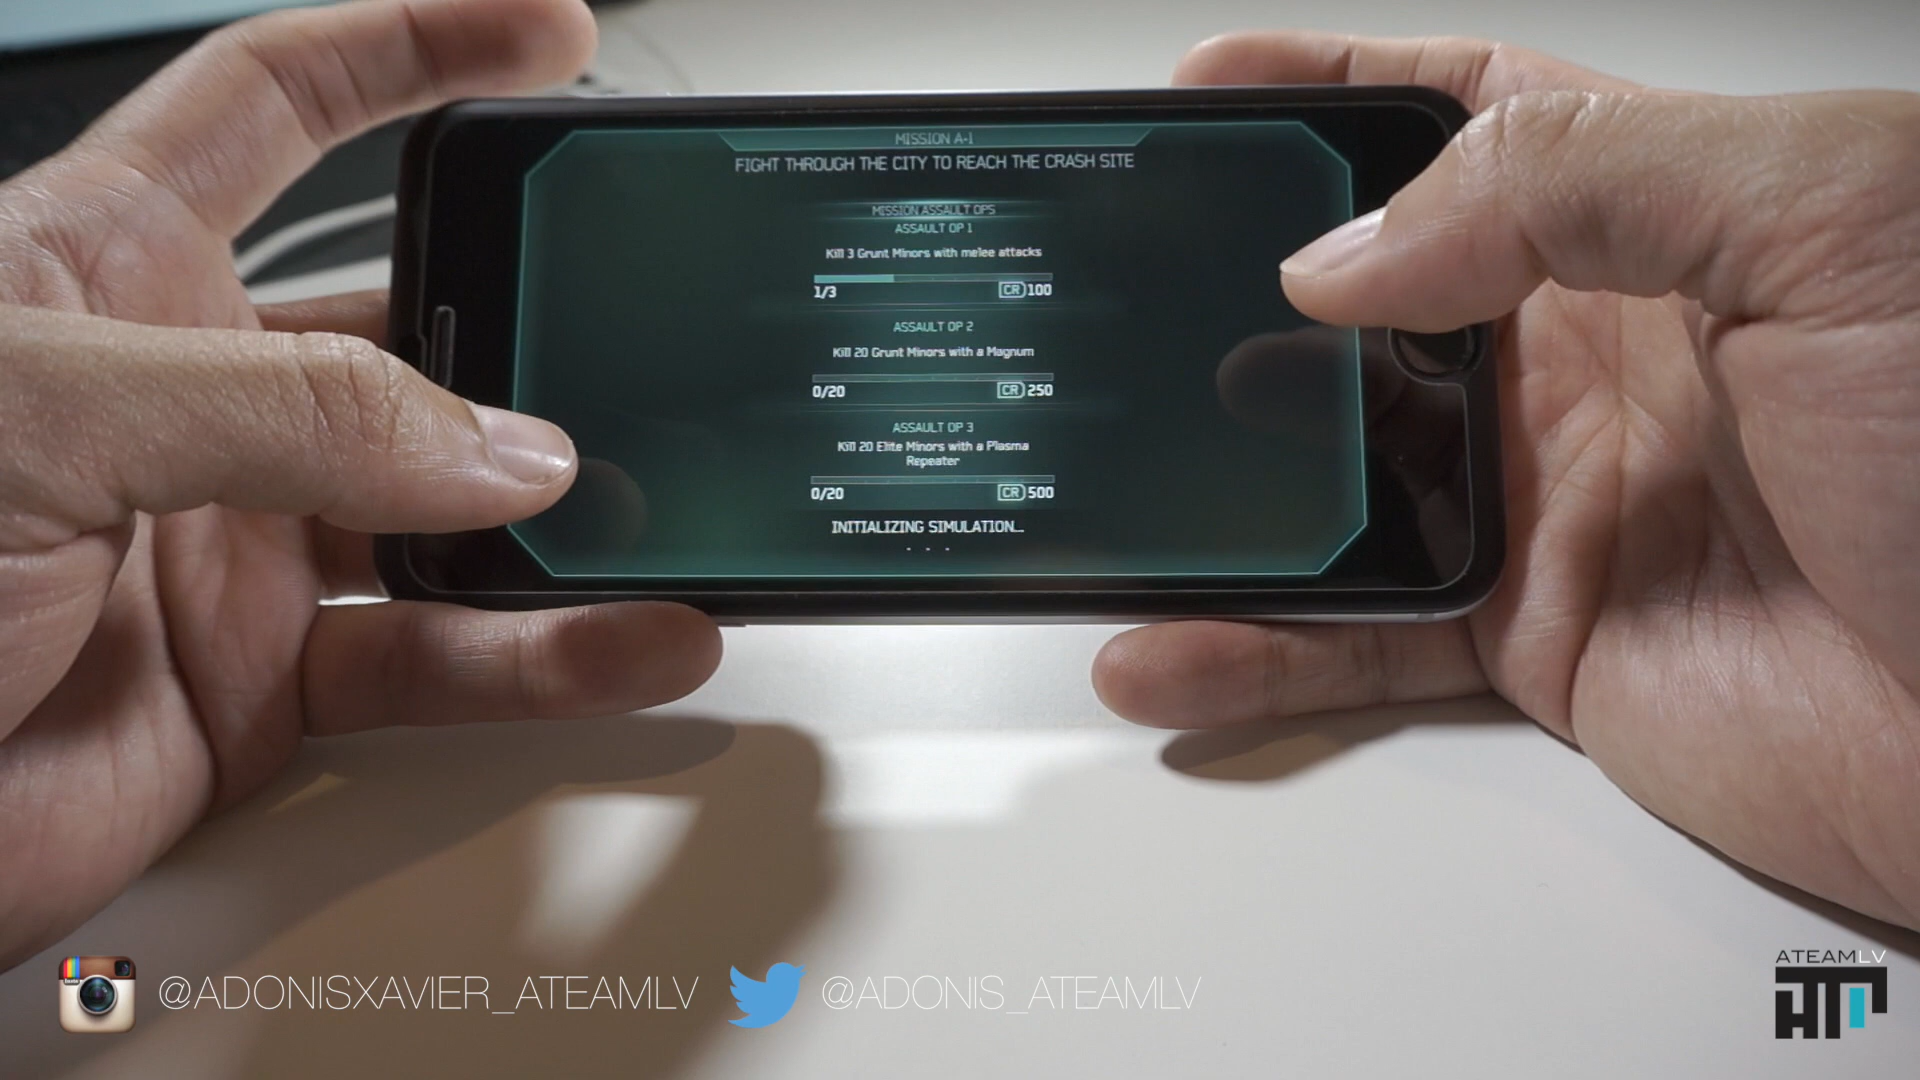 MISSION A-1
FIGHT THROUGH THE CITY TO REACH THE CRASH SITE
MISSION ASSAULT OPS
ASSAULT OP 1
Kill 3 Grunt Minors with melee attacks
1/3 CR 100
ASSAULT OP 2
Kill 20 Grunt Minors with a Magnum
0/20 CR 250
ASSAULT OP 3
Kill 20 Elite Minors with a Plasma
Repeater
0/20 CR 500
INITIALIZING SIMULATION...
@ADONISXAVIER_ATEAMLV @ADONIS_ATEAMLV
ATEAMLV